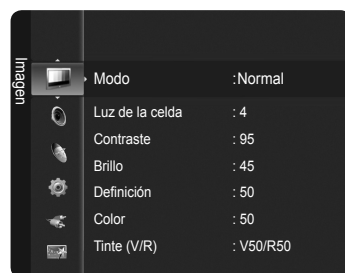 Imagen
Modo :Normal
Luz de la celda : 4
Contraste : 95
Brillo : 45
Definición : 50
Color : 50
Tinte (V/R) : V50/R50